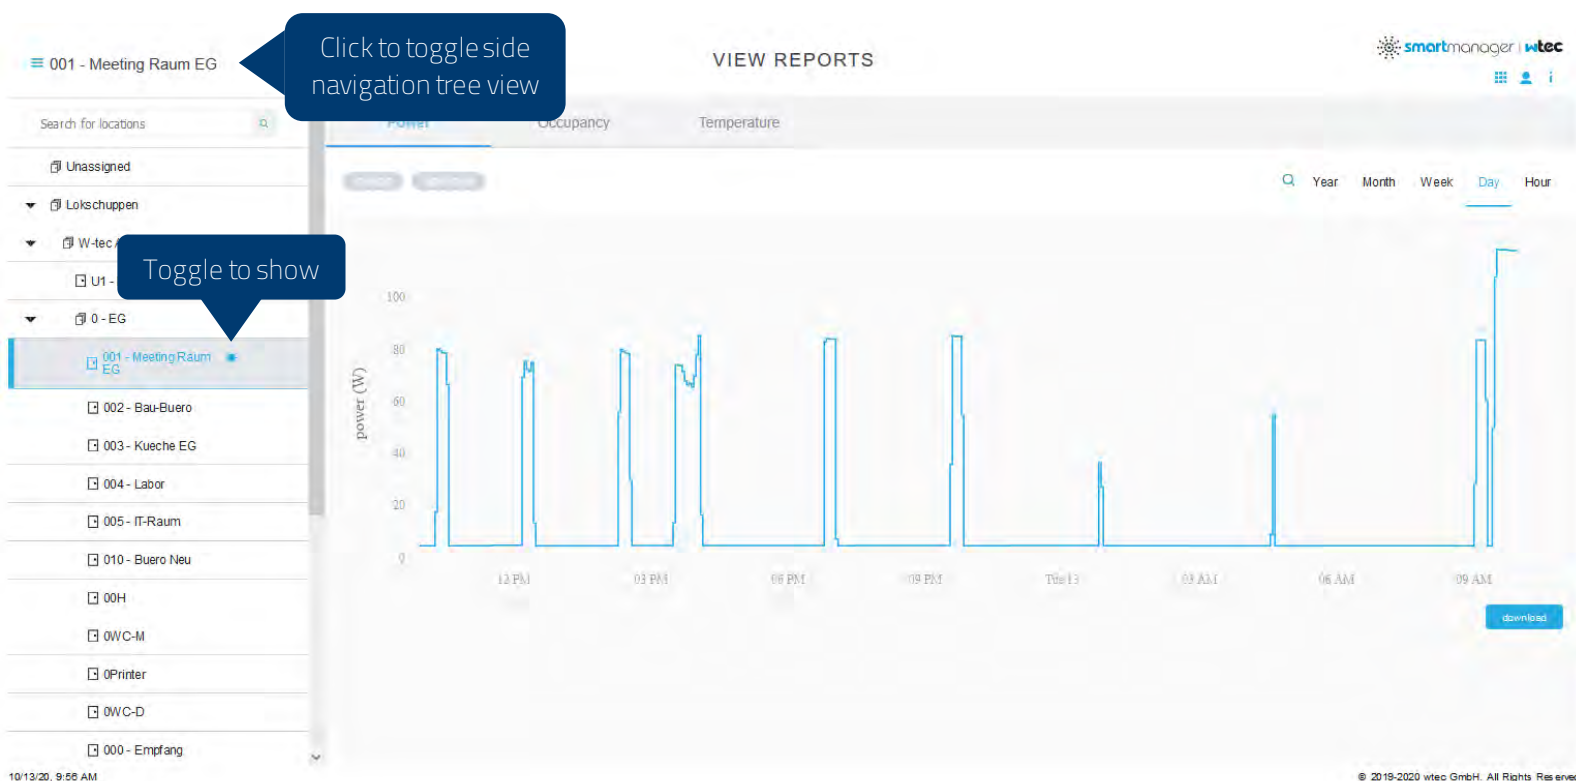 001 - Meeting Raum EG
Click to toggle side
navigation tree view
VIEW REPORTS
smartmanager | wtec
i
Search for locations
Power
Occupancy
Temperature
Unassigned
Year
Month
Week
Day
Hour
Lokschuppen
W-tec
Toggle to show
U1 -
0 - EG
001 - Meeting Raum
EG
002 - Bau-Buero
003 - Kueche EG
004 - Labor
005 - IT-Raum
010 - Buero Neu
00H
0WC-M
0Printer
0WC-D
000 - Empfang
power (W)
100
80
60
40
20
0
12 PM
03 PM
06 PM
09 PM
Tue 13
03 AM
06 AM
09 AM
download
10/13/20, 9:56 AM
© 2019-2020 wtec GmbH. All Rights Reserved